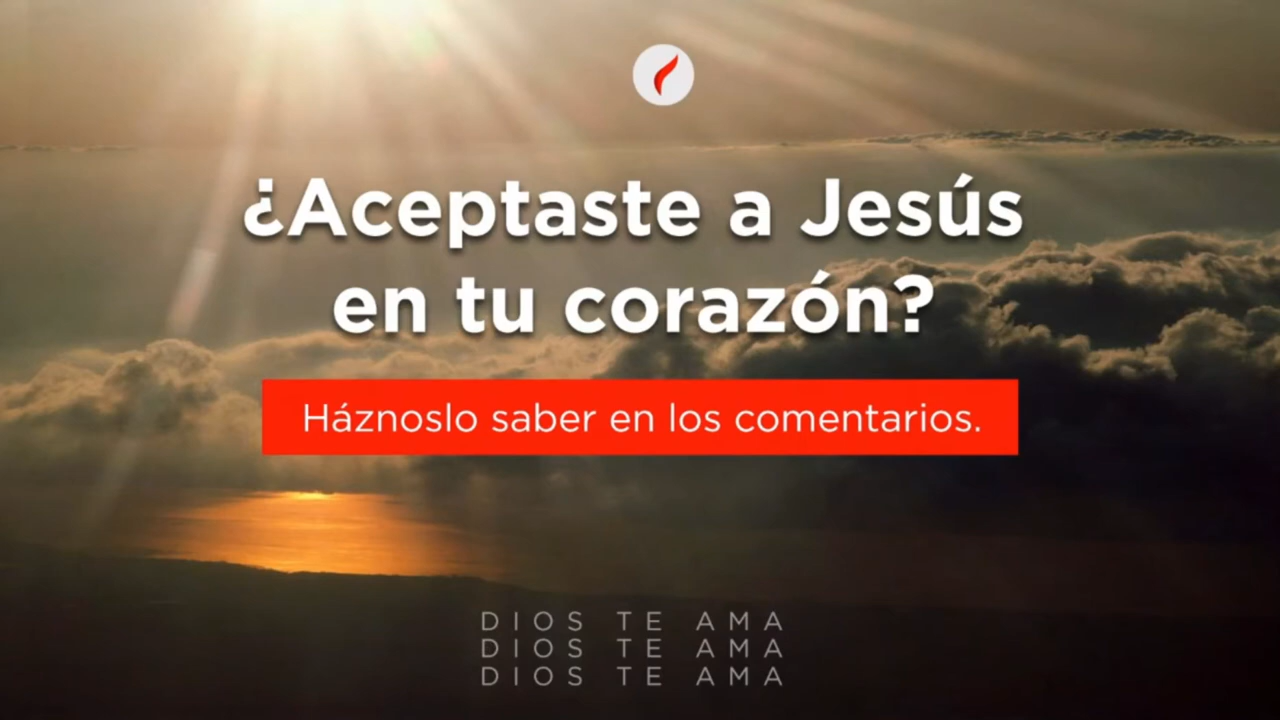 ¿Aceptaste a Jesús
en tu corazón?
Háznoslo saber en los comentarios.
DIOS TE AMA
DIOS TE AMA
DIOS TE AMA